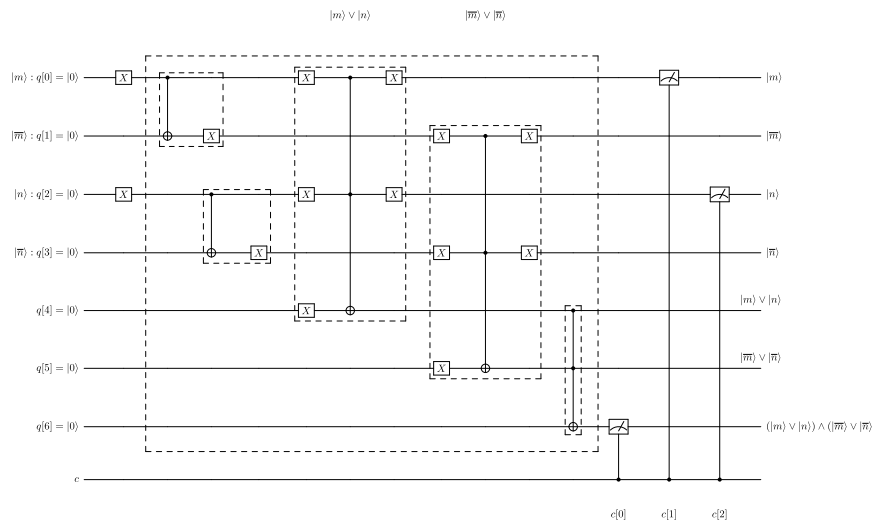 |m⟩ ∨ |n⟩ |m̅⟩ ∨ |n̅⟩
|m⟩ : q[0] = |0⟩ X X X |m⟩
|m̅⟩ : q[1] = |0⟩ X X X |m̅⟩
|n⟩ : q[2] = |0⟩ X X X |n⟩
|n̅⟩ : q[3] = |0⟩ X X X |n̅⟩
q[4] = |0⟩ X |m⟩ ∨ |n⟩
q[5] = |0⟩ X |m̅⟩ ∨ |n̅⟩
q[6] = |0⟩ (|m⟩ ∨ |n⟩) ∧ (|m̅⟩ ∨ |n̅⟩
c
c[0] c[1] c[2]